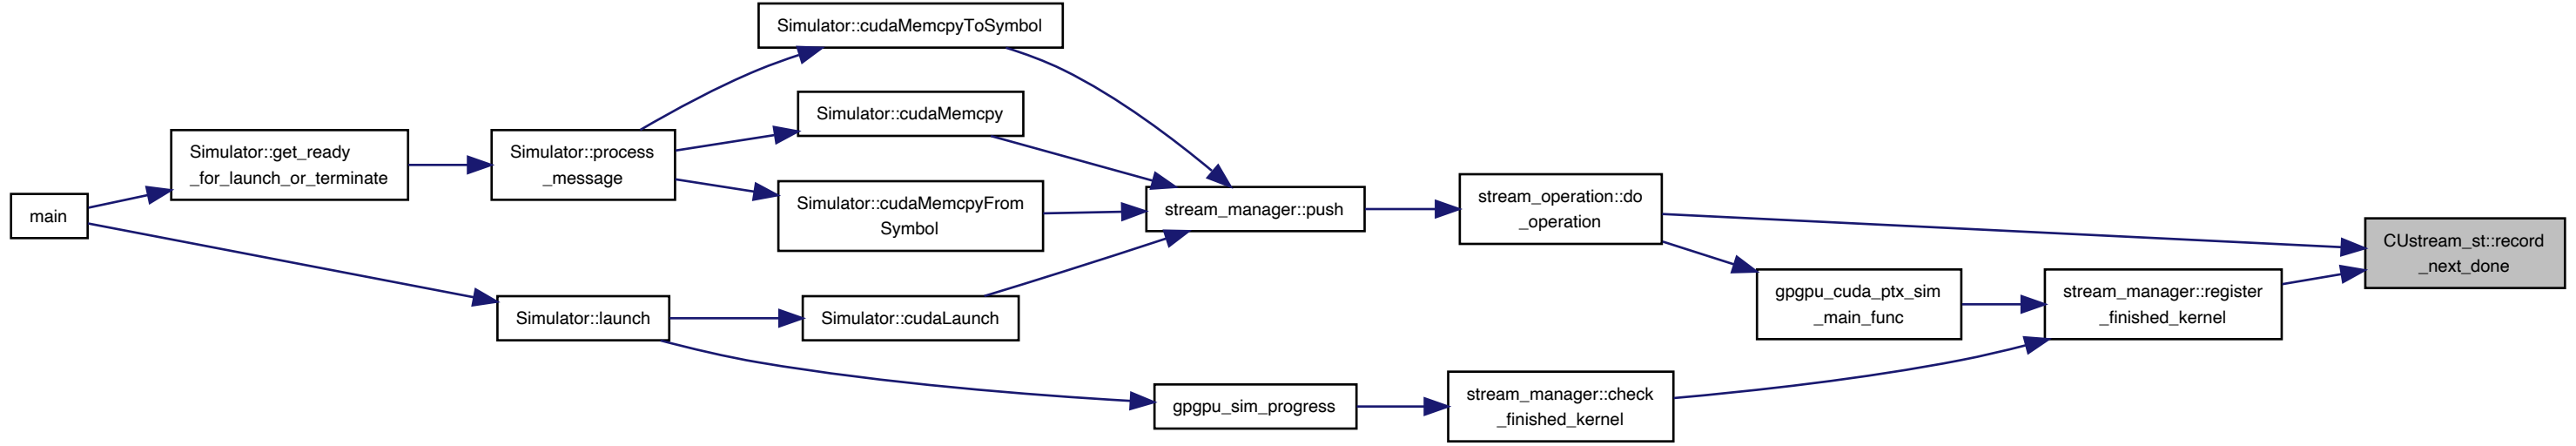 main
Simulator::get_ready
_for_launch_or_terminate
Simulator::process
_message
Simulator::launch
Simulator::cudaMemcpyToSymbol
Simulator::cudaMemcpy
Simulator::cudaMemcpyFrom
Symbol
Simulator::cudaLaunch
stream_manager::push
gpgpu_sim_progress
stream_operation::do
_operation
stream_manager::check
_finished_kernel
gpgpu_cuda_ptx_sim
_main_func
stream_manager::register
_finished_kernel
CUstream_st::record
_next_done